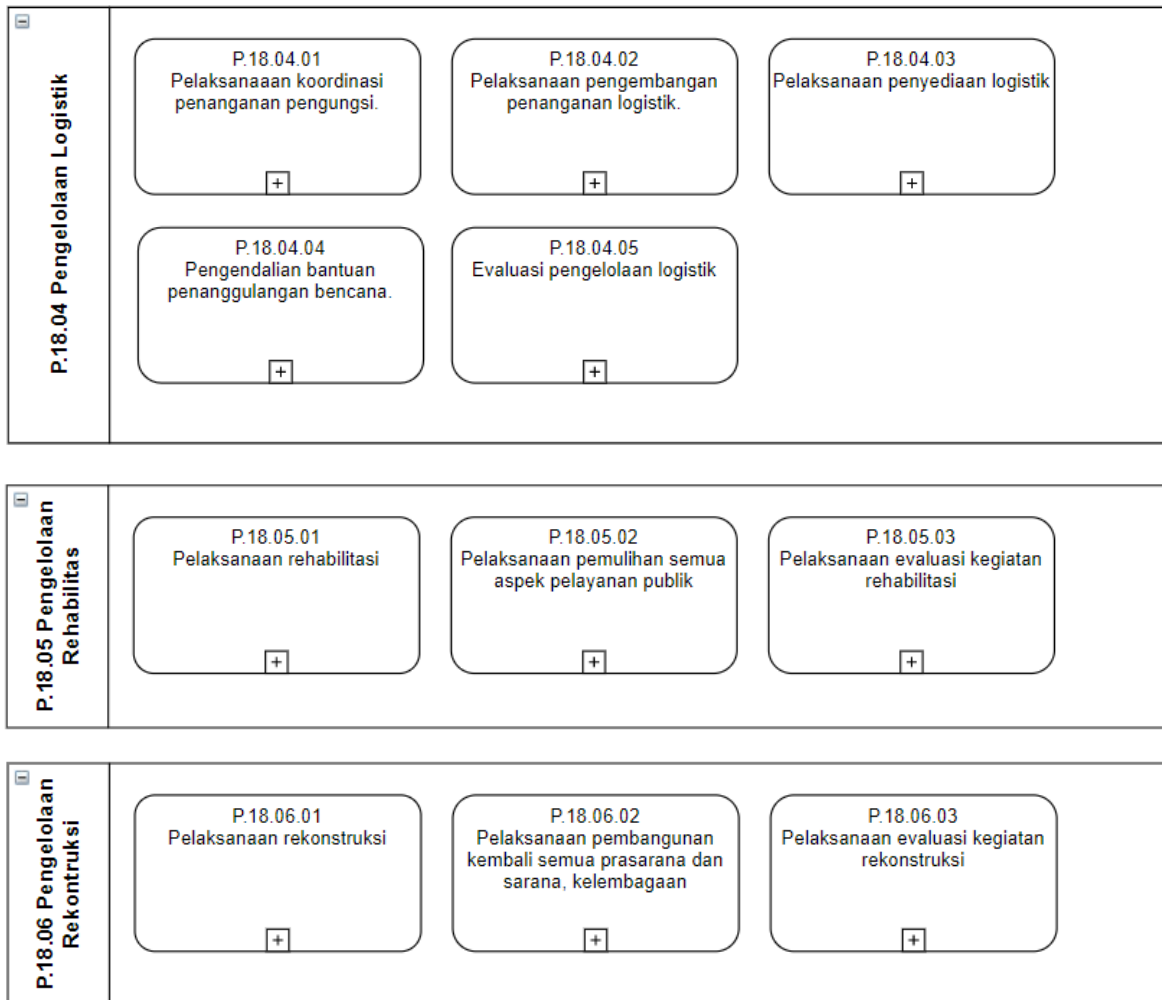 P.18.04 Pengelolaan Logistik
P.18.04.01
Pelaksanaaan koordinasi
penanganan pengungsi.
P.18.04.02
Pelaksanaan pengembangan
penanganan logistik.
P.18.04.03
Pelaksanaan penyediaan logistik
P.18.04.04
Pengendalian bantuan
penanggulangan bencana.
P.18.04.05
Evaluasi pengelolaan logistik
P.18.05 Pengelolaan
Rehabilitas
P.18.05.01
Pelaksanaan rehabilitasi
P.18.05.02
Pelaksanaan pemulihan semua
aspek pelayanan publik
P.18.05.03
Pelaksanaan evaluasi kegiatan
rehabilitasi
P.18.06 Pengelolaan
Rekontruksi
P.18.06.01
Pelaksanaan rekonstruksi
P.18.06.02
Pelaksanaan pembangunan
kembali semua prasarana dan
sarana, kelembagaan
P.18.06.03
Pelaksanaan evaluasi kegiatan
rekonstruksi